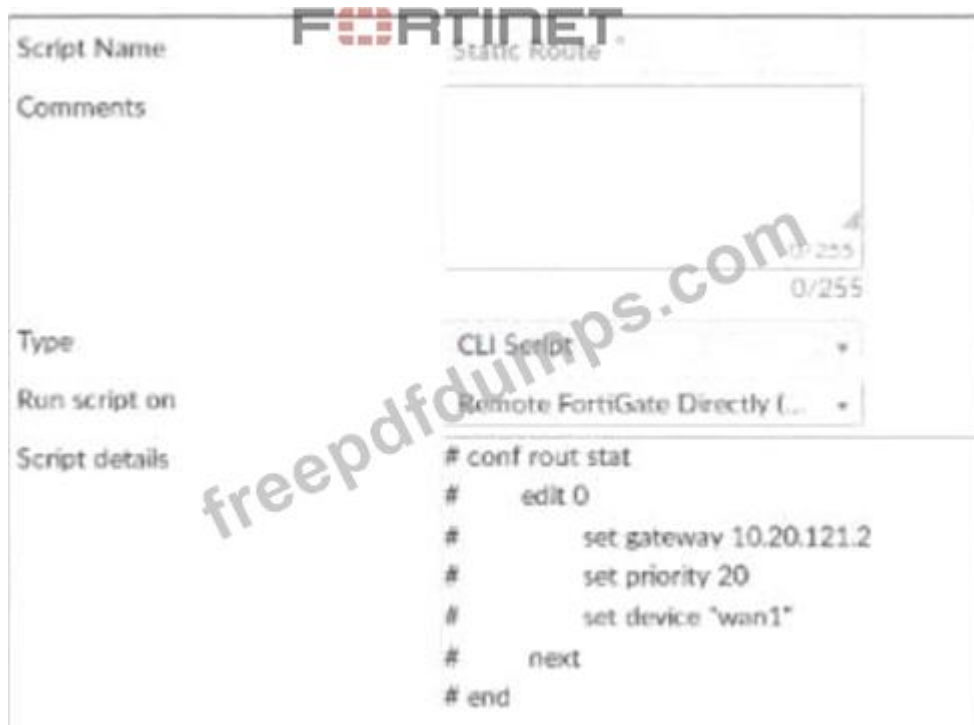 FORTINET
Script Name
Static Route
Comments
0/255
0/255
Type
CLI Script
Run script on
Remote FortiGate Directly (...
Script details
# conf rout stat
# edit 0
# set gateway 10.20.121.2
# set priority 20
# set device "wan1"
# next
# end
freepdfdumps.com